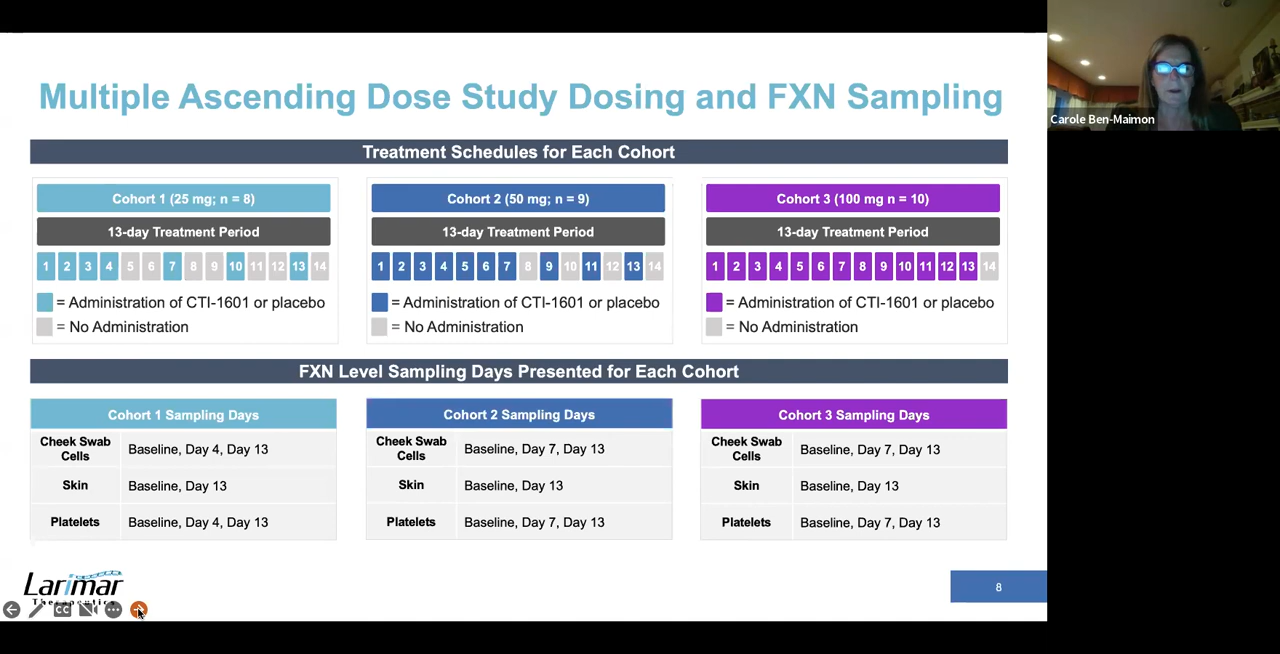 Multiple Ascending Dose Study Dosing and FXN Sampling
Carole Ben-Maimon
Treatment Schedules for Each Cohort
Cohort 1 (25 mg; n = 8)
13-day Treatment Period
1 2 3 4 5 6 7 8 9 10 11 12 13 14
= Administration of CTI-1601 or placebo
= No Administration
Cohort 2 (50 mg; n = 9)
13-day Treatment Period
1 2 3 4 5 6 7 8 9 10 11 12 13 14
= Administration of CTI-1601 or placebo
= No Administration
Cohort 3 (100 mg n = 10)
13-day Treatment Period
1 2 3 4 5 6 7 8 9 10 11 12 13 14
= Administration of CTI-1601 or placebo
= No Administration
FXN Level Sampling Days Presented for Each Cohort
Cohort 1 Sampling Days
Cheek Swab
Cells
Baseline, Day 4, Day 13
Skin
Baseline, Day 13
Platelets
Baseline, Day 4, Day 13
Cohort 2 Sampling Days
Cheek Swab
Cells
Baseline, Day 7, Day 13
Skin
Baseline, Day 13
Platelets
Baseline, Day 7, Day 13
Cohort 3 Sampling Days
Cheek Swab
Cells
Baseline, Day 7, Day 13
Skin
Baseline, Day 13
Platelets
Baseline, Day 7, Day 13
Larimar
Therapeutics
CC
8